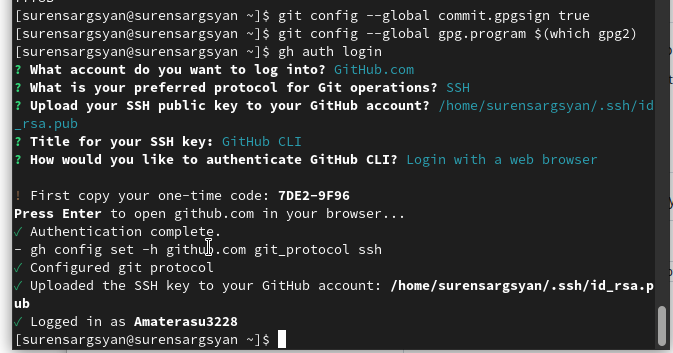 [surensargsyan@surensargsyan ~]$ git config --global commit.gpgsign true
[surensargsyan@surensargsyan ~]$ git config --global gpg.program $(which gpg2)
[surensargsyan@surensargsyan ~]$ gh auth login
? What account do you want to log into? GitHub.com
? What is your preferred protocol for Git operations? SSH
? Upload your SSH public key to your GitHub account? /home/surensargsyan/.ssh/id
_rsa.pub
? Title for your SSH key: GitHub CLI
? How would you like to authenticate GitHub CLI? Login with a web browser
! First copy your one-time code: 7DE2-9F96
Press Enter to open github.com in your browser...
✓ Authentication complete.
- gh config set -h github.com git_protocol ssh
✓ Configured git protocol
✓ Uploaded the SSH key to your GitHub account: /home/surensargsyan/.ssh/id_rsa.p
ub
✓ Logged in as Amaterasu3228
[surensargsyan@surensargsyan ~]$